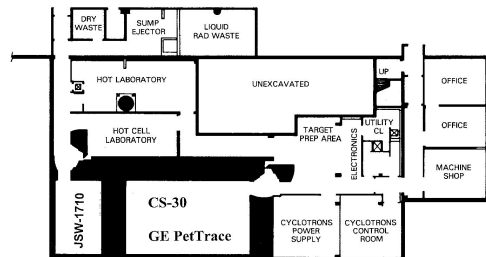 DRY
WASTE
SUMP
EJECTOR
LIQUID
RAD WASTE
HOT LABORATORY
UNEXCAVATED
UP
OFFICE
HOT CELL
LABORATORY
TARGET
PREP AREA
ELECTRONICS
UTILITY
CL
OFFICE
MACHINE
SHOP
JSW-1710
CS-30
GE PetTrace
CYCLOTRONS
POWER
SUPPLY
CYCLOTRONS
CONTROL
ROOM